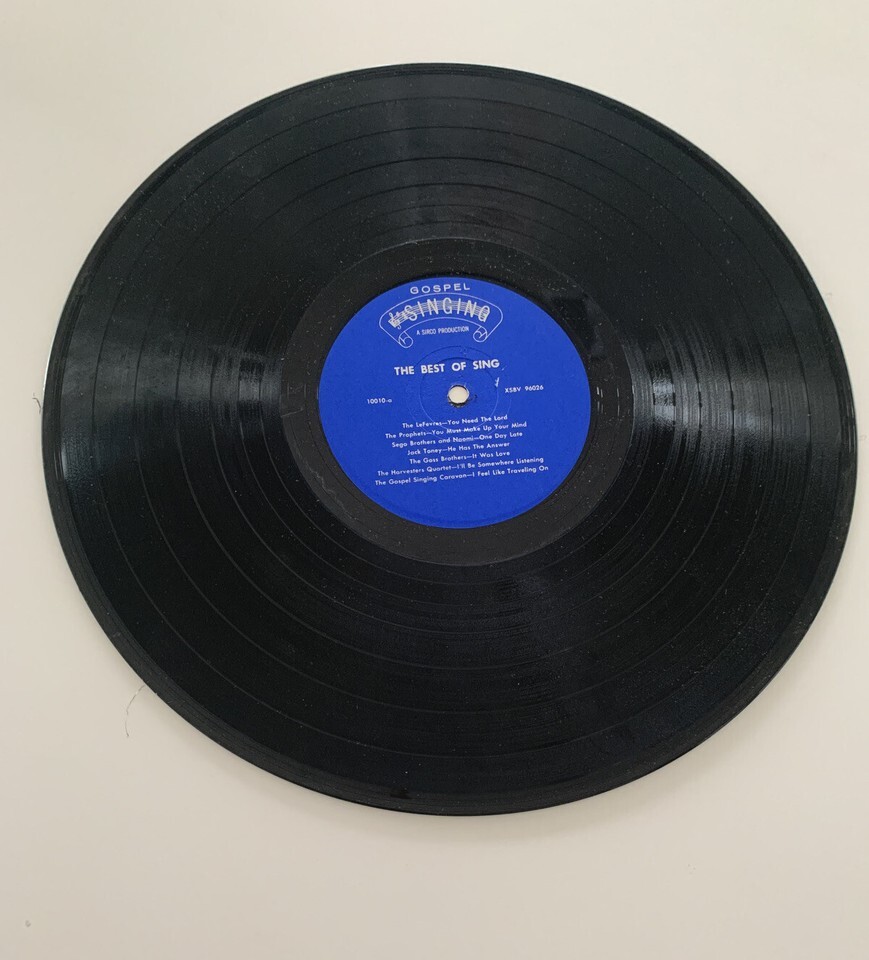 GOSPEL
SINGING
A SIRCO PRODUCTION
THE BEST OF SING
10010-a XSBV 96026
The LeFevres—You Need The Lord
The Prophets—You Must Make Up Your Mind
Sego Brothers and Naomi—One Day Late
Jack Toney—He Has The Answer
The Goss Brothers—It Was Love
The Harvesters Quartet—I'll Be Somewhere Listening
The Gospel Singing Caravan—I Feel Like Traveling On